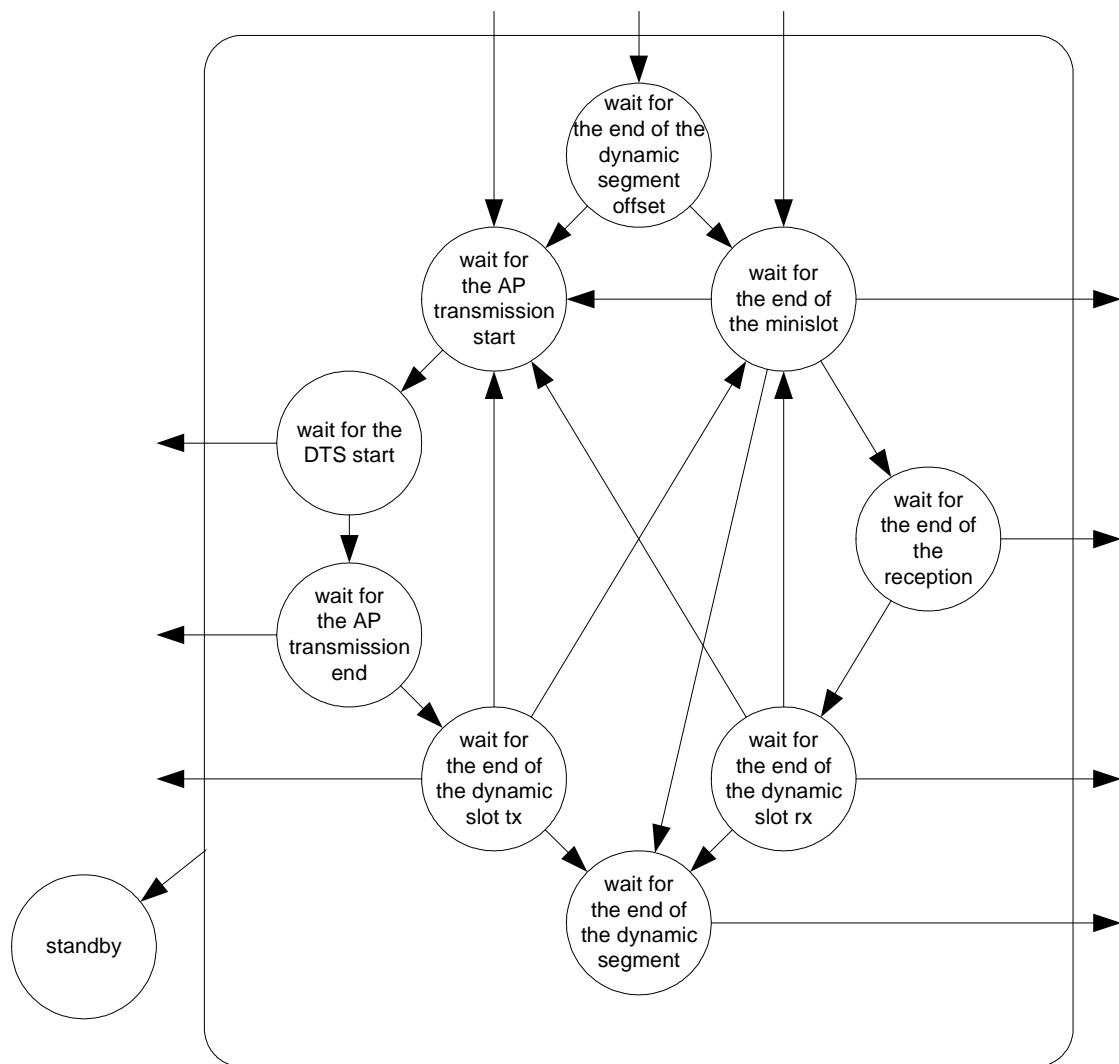 wait for
the end of the
dynamic
segment
offset
wait for
the AP
transmission
start
wait for
the end of
the minislot
wait for the
DTS start
wait for
the end of
the
reception
wait for
the AP
transmission
end
wait for
the end of
the dynamic
slot tx
wait for
the end of
the dynamic
slot rx
wait for
the end of
the dynamic
segment
standby